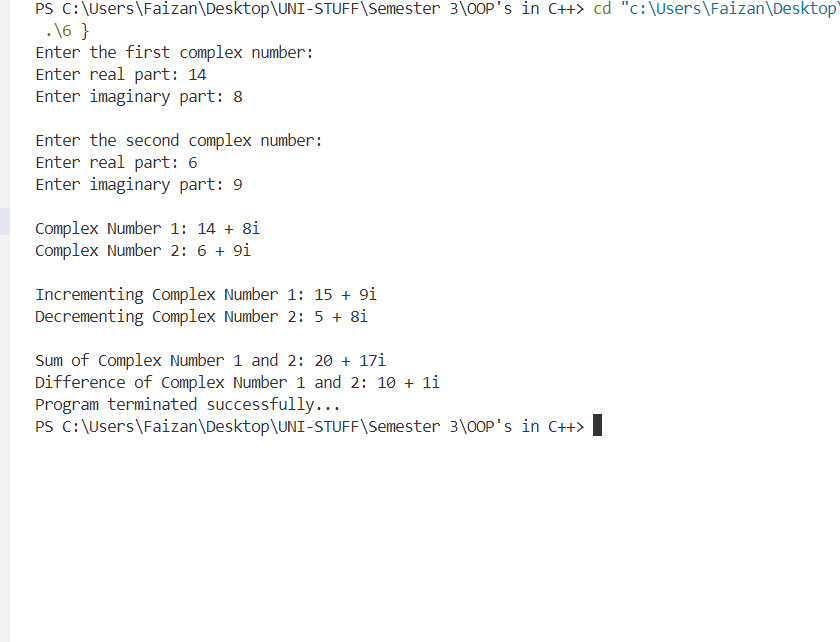 PS C:\Users\Faizan\Desktop\UNI-STUFF\Semester 3\OOP's in C++> cd "c:\Users\Faizan\Desktop\
.\6 }
Enter the first complex number:
Enter real part: 14
Enter imaginary part: 8
Enter the second complex number:
Enter real part: 6
Enter imaginary part: 9
Complex Number 1: 14 + 8i
Complex Number 2: 6 + 9i
Incrementing Complex Number 1: 15 + 9i
Decrementing Complex Number 2: 5 + 8i
Sum of Complex Number 1 and 2: 20 + 17i
Difference of Complex Number 1 and 2: 10 + 1i
Program terminated successfully...
PS C:\Users\Faizan\Desktop\UNI-STUFF\Semester 3\OOP's in C++>